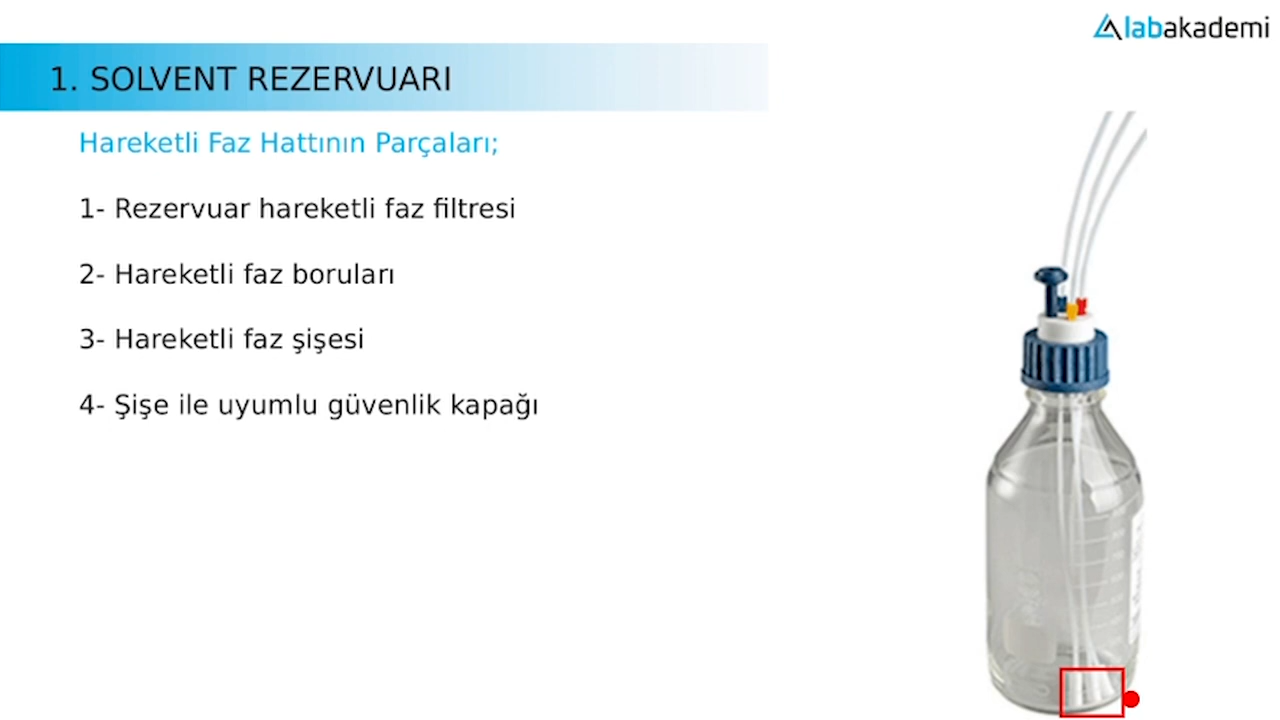 labakademi
1. SOLVENT REZERVUARI
Hareketli Faz Hattının Parçaları;
1- Rezervuar hareketli faz filtresi
2- Hareketli faz boruları
3- Hareketli faz şişesi
4- Şişe ile uyumlu güvenlik kapağı